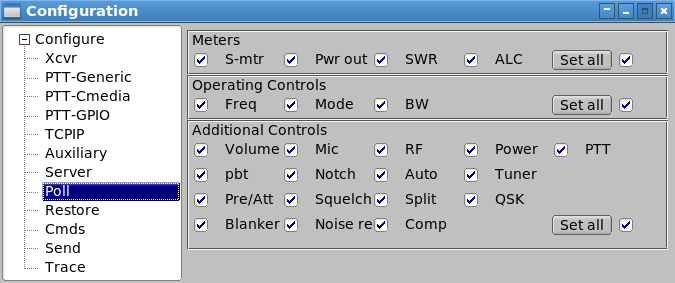 Configuration
Configure
Xcvr
PTT-Generic
PTT-Cmedia
PTT-GPIO
TCPIP
Auxiliary
Server
Poll
Restore
Cmds
Send
Trace
Meters
S-mtr Pwr out SWR ALC Set all
Operating Controls
Freq Mode BW Set all
Additional Controls
Volume Mic RF Power PTT
pbt Notch Auto Tuner
Pre/Att Squelch Split QSK
Blanker Noise re Comp Set all